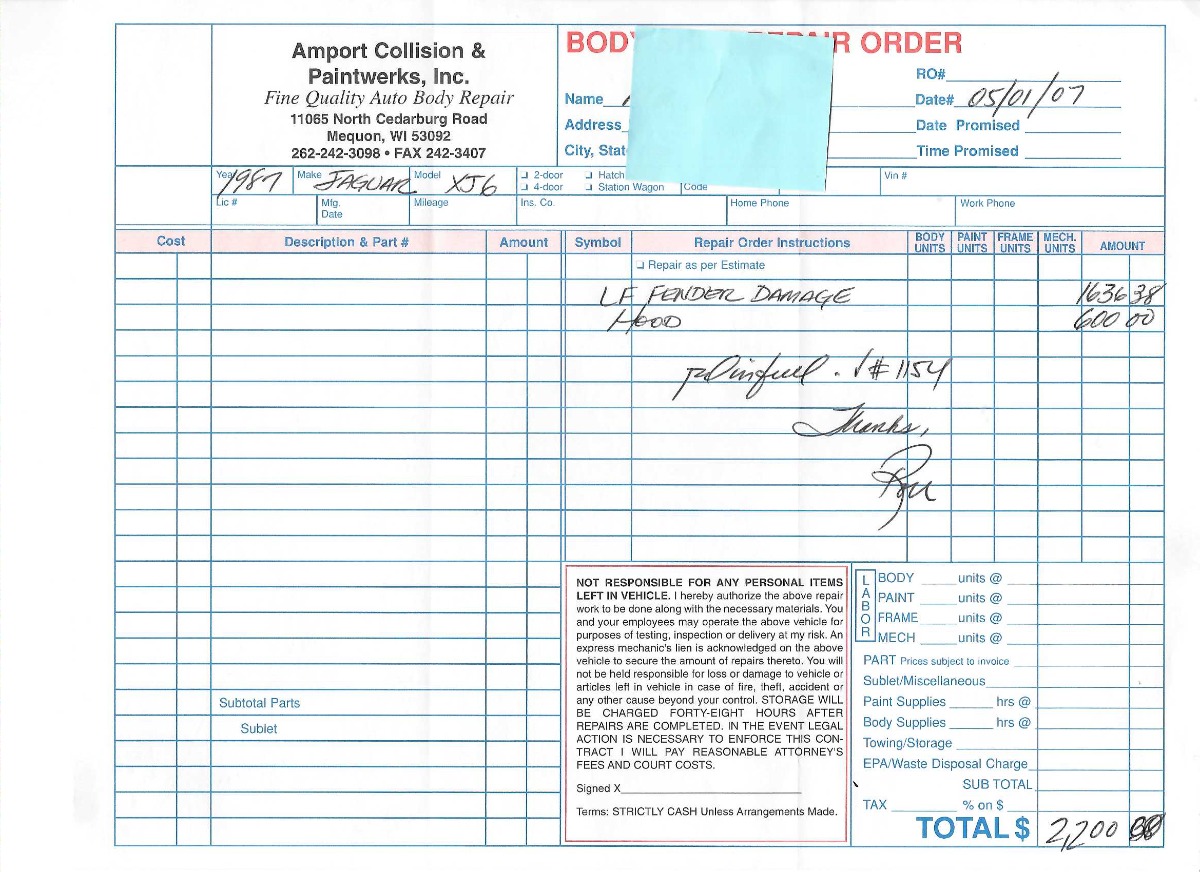 Amport Collision &
Paintwerks, Inc.
Fine Quality Auto Body Repair
11065 North Cedarburg Road
Mequon, WI 53092
262-242-3098 • FAX 242-3407
BODY R ORDER
RO#
Name Date# 05/01/07
Address Date Promised
City, Stat Time Promised
Year 1987 Make JAGUAR Model XJ6 ❏ 2-door ❏ Hatch Vin #
❏ 4-door ❏ Station Wagon Code
Lic # Mfg. Date Mileage Ins. Co. Home Phone Work Phone
Cost Description & Part # Amount Symbol Repair Order Instructions BODY UNITS PAINT UNITS FRAME UNITS MECH. UNITS AMOUNT
❏ Repair as per Estimate
LF FENDER DAMAGE 1636 38
HOOD 600 00
# 1154
Thanks,
NOT RESPONSIBLE FOR ANY PERSONAL ITEMS
LEFT IN VEHICLE. I hereby authorize the above repair
work to be done along with the necessary materials. You
and your employees may operate the above vehicle for
purposes of testing, inspection or delivery at my risk. An
express mechanic's lien is acknowledged on the above
vehicle to secure the amount of repairs thereto. You will
not be held responsible for loss or damage to vehicle or
articles left in vehicle in case of fire, theft, accident or
any other cause beyond your control. STORAGE WILL
BE CHARGED FORTY-EIGHT HOURS AFTER
REPAIRS ARE COMPLETED. IN THE EVENT LEGAL
ACTION IS NECESSARY TO ENFORCE THIS CON-
TRACT I WILL PAY REASONABLE ATTORNEY'S
FEES AND COURT COSTS.
Signed X
Terms: STRICTLY CASH Unless Arrangements Made.
Subtotal Parts
Sublet
LABOR
BODY units @
PAINT units @
FRAME units @
MECH units @
PART Prices subject to invoice
Sublet/Miscellaneous
Paint Supplies hrs @
Body Supplies hrs @
Towing/Storage
EPA/Waste Disposal Charge
SUB TOTAL
TAX % on $
TOTAL $ 2,200